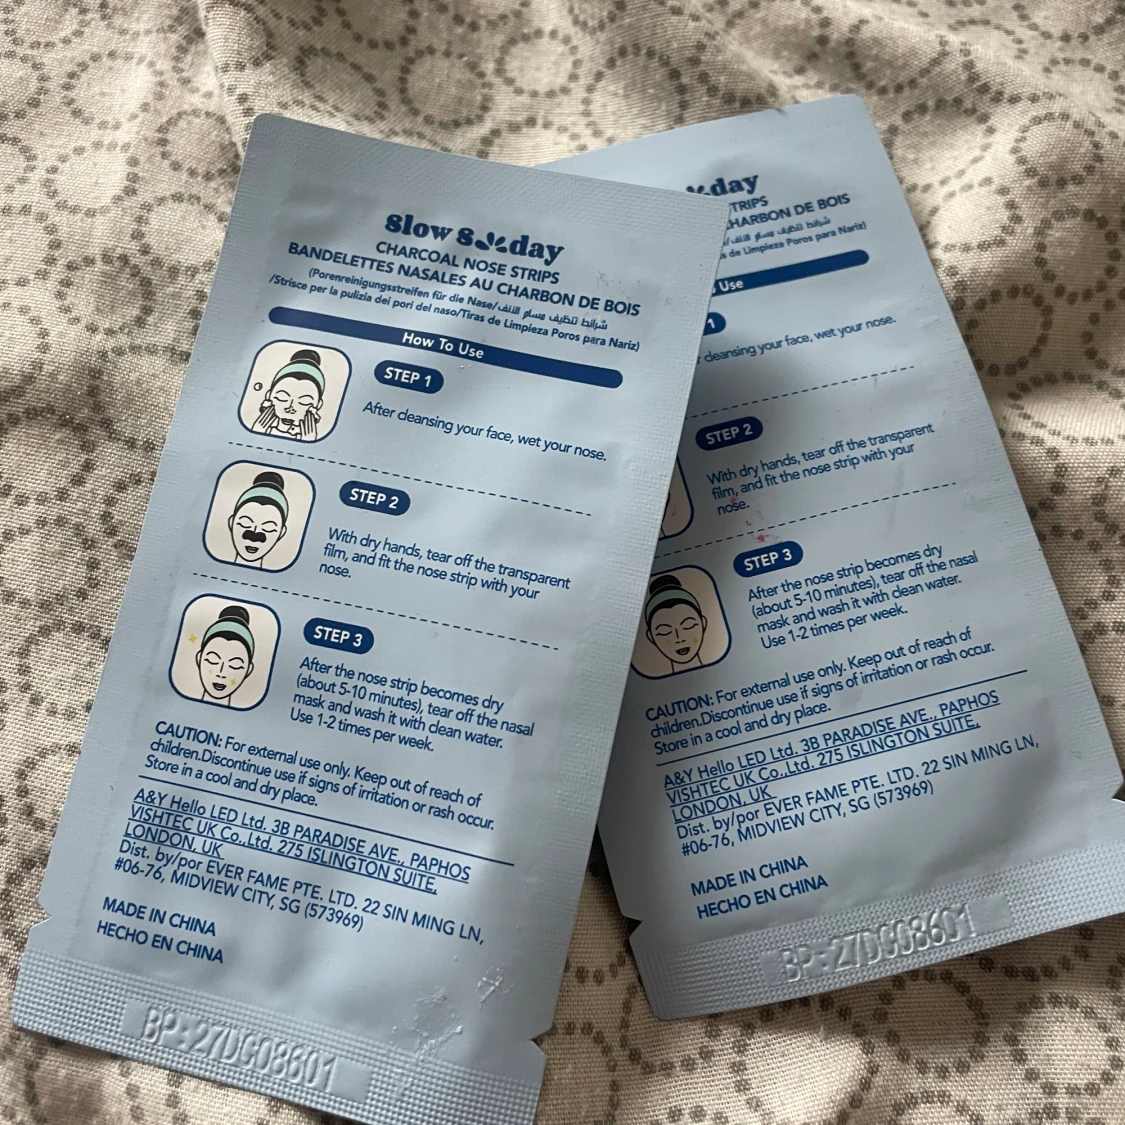 Slow Sunday
CHARCOAL NOSE STRIPS
BANDELETTES NASALES AU CHARBON DE BOIS
(Porenreinigungsstreifen für die Nase/شرائط تنظيف مسام الأنف
/Strisce per la pulizia dei pori del naso/Tiras de Limpieza Poros para Nariz)
How To Use
STEP 1
After cleansing your face, wet your nose.
STEP 2
With dry hands, tear off the transparent
film, and fit the nose strip with your
nose.
STEP 3
After the nose strip becomes dry
(about 5-10 minutes), tear off the nasal
mask and wash it with clean water.
Use 1-2 times per week.
CAUTION: For external use only. Keep out of reach of
children.Discontinue use if signs of irritation or rash occur.
Store in a cool and dry place.
A&Y Hello LED Ltd. 3B PARADISE AVE., PAPHOS
VISHTEC UK Co.,Ltd. 275 ISLINGTON SUITE,
LONDON, UK
Dist. by/por EVER FAME PTE. LTD. 22 SIN MING LN,
#06-76, MIDVIEW CITY, SG (573969)
MADE IN CHINA
HECHO EN CHINA
BP:27DG08601
day
TRIPS
CHARBON DE BOIS
شرائط تنظيف مسام الأنف
s de Limpieza Poros para Nariz)
Use
1
cleansing your face, wet your nose.
STEP 2
With dry hands, tear off the transparent
film, and fit the nose strip with your
nose.
STEP 3
After the nose strip becomes dry
(about 5-10 minutes), tear off the nasal
mask and wash it with clean water.
Use 1-2 times per week.
CAUTION: For external use only. Keep out of reach of
children.Discontinue use if signs of irritation or rash occur.
Store in a cool and dry place.
A&Y Hello LED Ltd. 3B PARADISE AVE., PAPHOS
VISHTEC UK Co.,Ltd. 275 ISLINGTON SUITE,
LONDON, UK
Dist. by/por EVER FAME PTE. LTD. 22 SIN MING LN,
#06-76, MIDVIEW CITY, SG (573969)
MADE IN CHINA
HECHO EN CHINA
BP:27DG08601